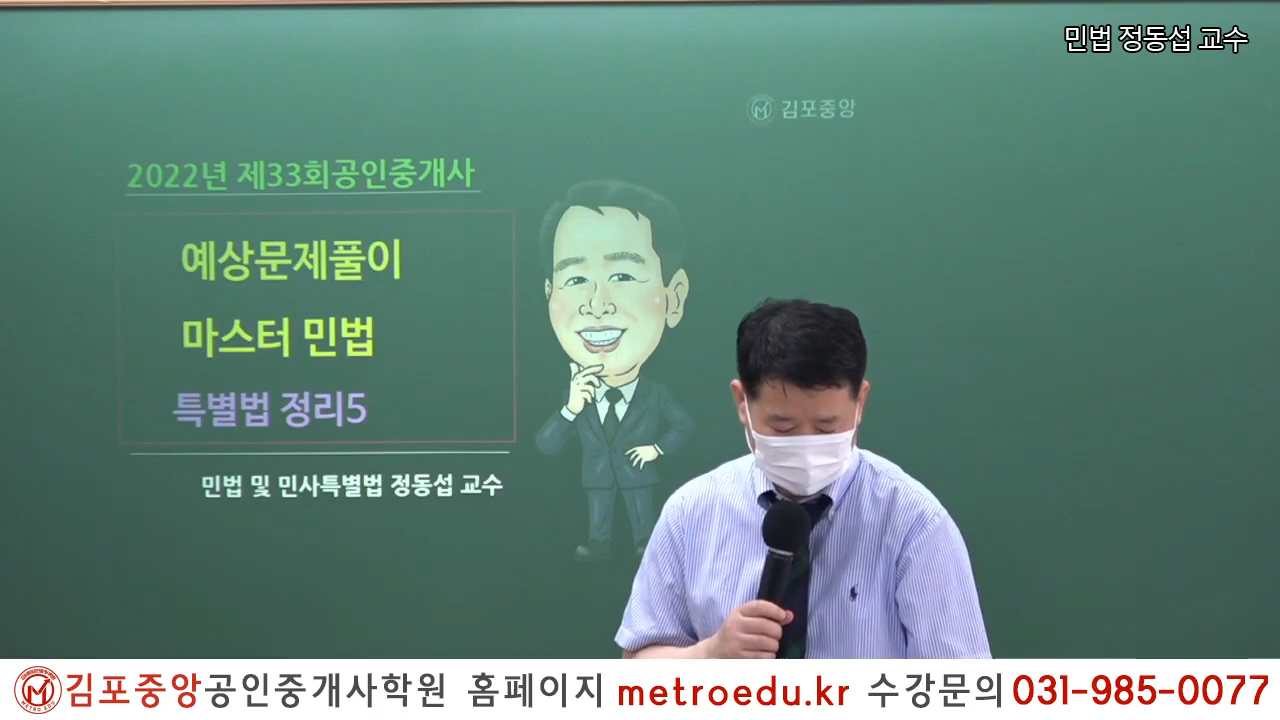 민법 정동섭 교수
김포중앙
2022년 제33회공인중개사
예상문제풀이
마스터 민법
특별법 정리5
민법 및 민사특별법 정동섭 교수
김포중앙공인중개사학원 홈페이지 metroedu.kr 수강문의 031-985-0077
METRO EDU